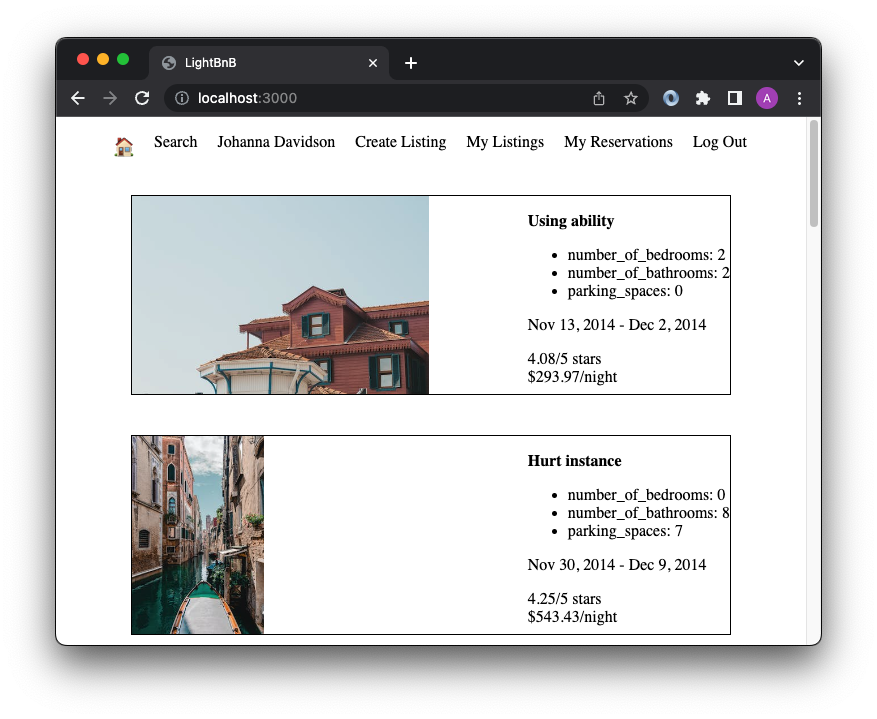 LightBnB
localhost:3000
A
Search Johanna Davidson Create Listing My Listings My Reservations Log Out
Using ability
number_of_bedrooms: 2
number_of_bathrooms: 2
parking_spaces: 0
Nov 13, 2014 - Dec 2, 2014
4.08/5 stars
$293.97/night
Hurt instance
number_of_bedrooms: 0
number_of_bathrooms: 8
parking_spaces: 7
Nov 30, 2014 - Dec 9, 2014
4.25/5 stars
$543.43/night